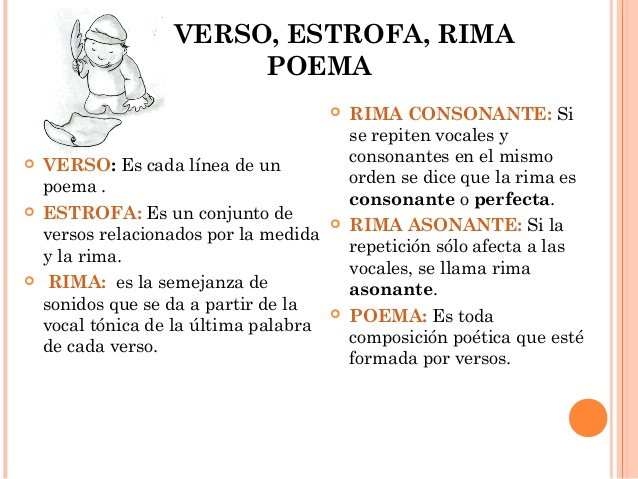 VERSO, ESTROFA, RIMA
POEMA
VERSO: Es cada línea de un
poema .
ESTROFA: Es un conjunto de
versos relacionados por la medida
y la rima.
RIMA: es la semejanza de
sonidos que se da a partir de la
vocal tónica de la última palabra
de cada verso.
RIMA CONSONANTE: Si
se repiten vocales y
consonantes en el mismo
orden se dice que la rima es
consonante o perfecta.
RIMA ASONANTE: Si la
repetición sólo afecta a las
vocales, se llama rima
asonante.
POEMA: Es toda
composición poética que esté
formada por versos.